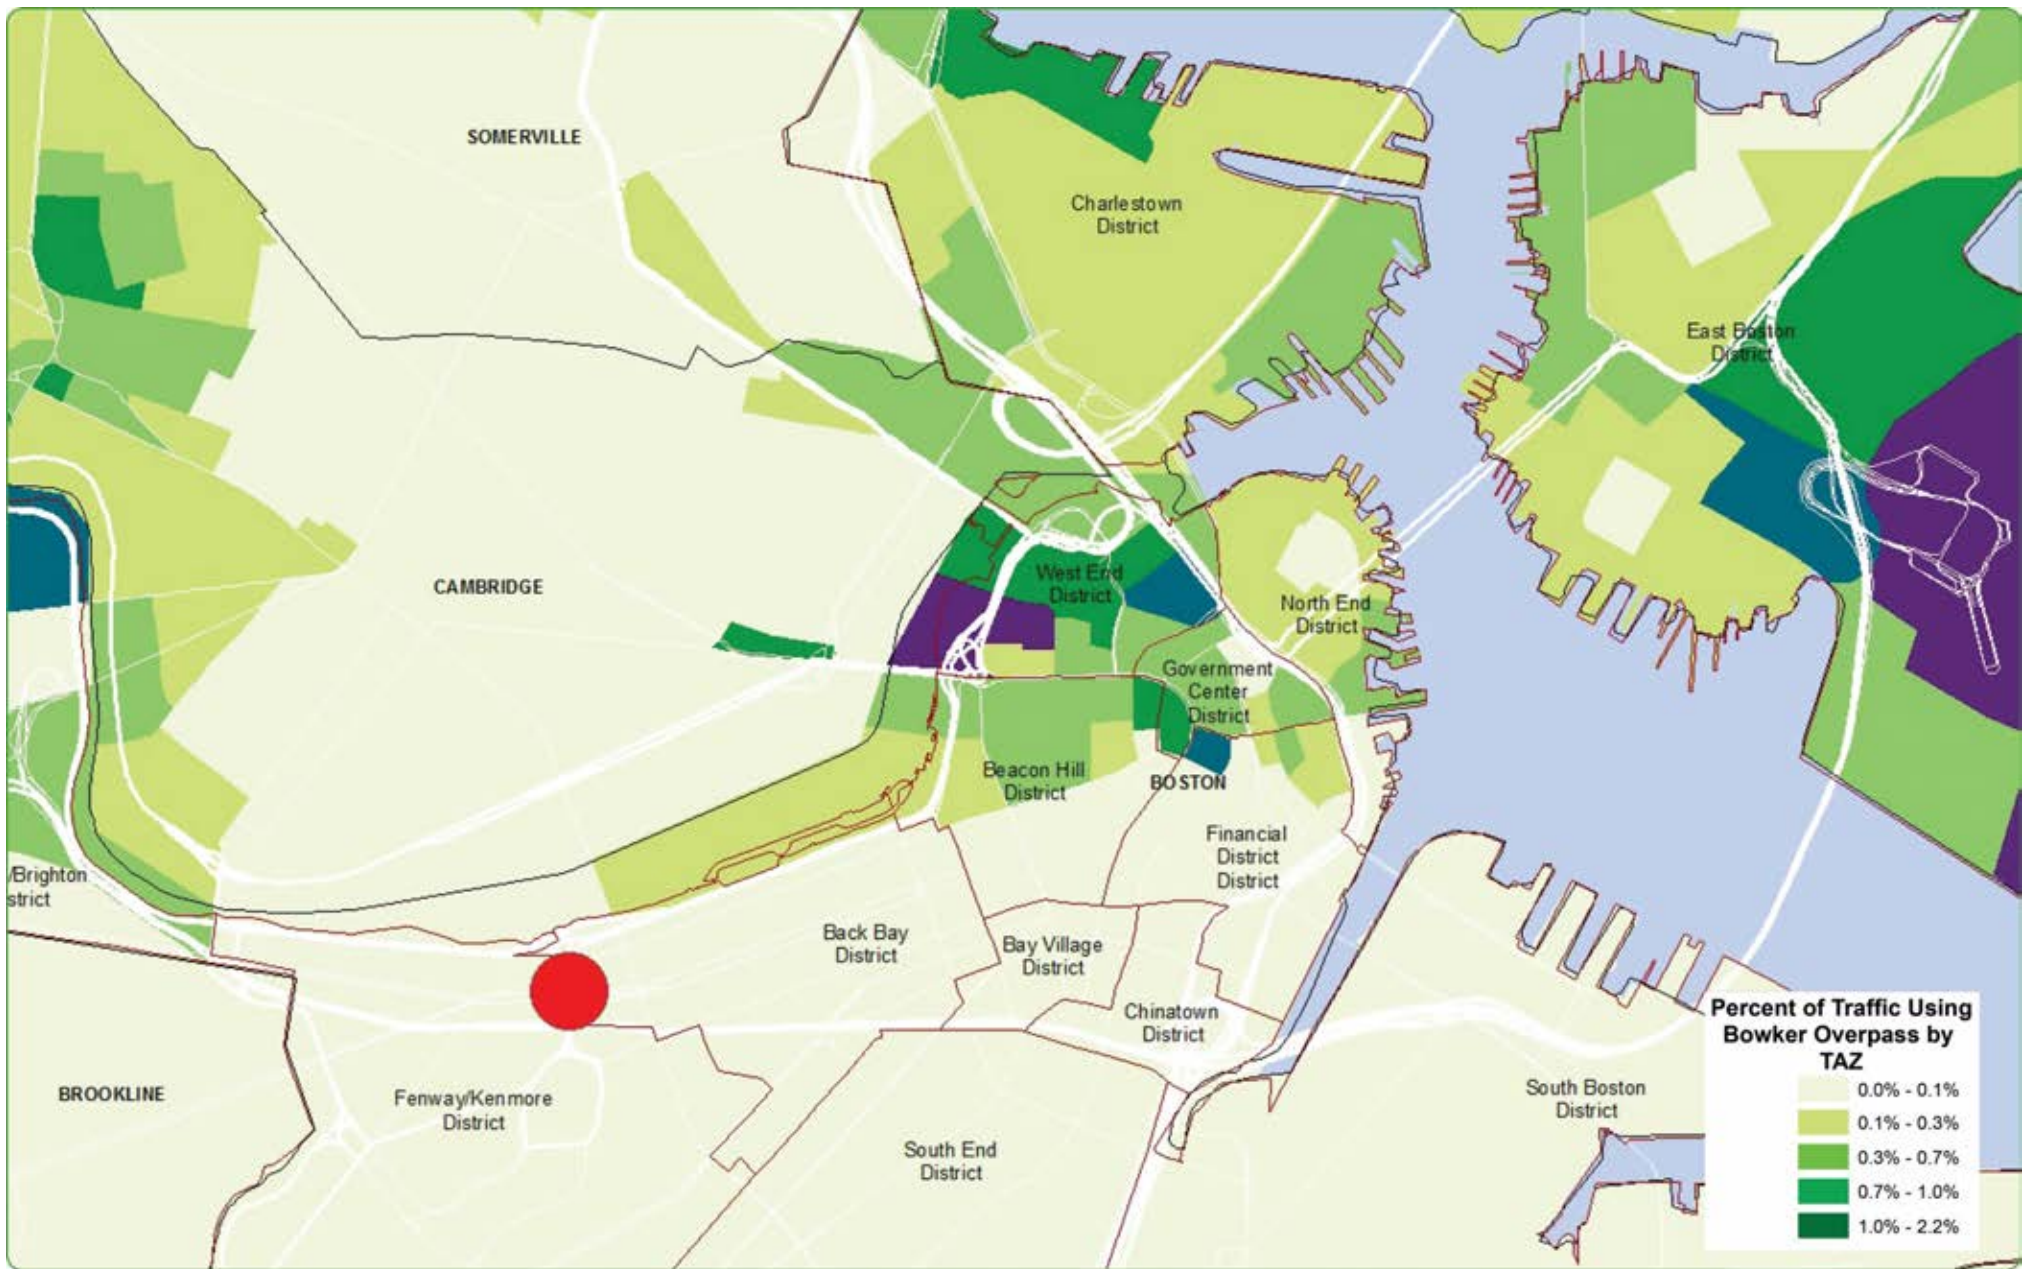 SOMERVILLE
Charlestown
District
East Boston
District
CAMBRIDGE
West End
District
North End
District
Government
Center
District
Beacon Hill
District
BOSTON
Financial
District
District
/Brighton
strict
Back Bay
District
Bay Village
District
Chinatown
District
BROOKLINE
Fenway/Kenmore
District
South End
District
South Boston
District
Percent of Traffic Using
Bowker Overpass by
TAZ
0.0% - 0.1%
0.1% - 0.3%
0.3% - 0.7%
0.7% - 1.0%
1.0% - 2.2%